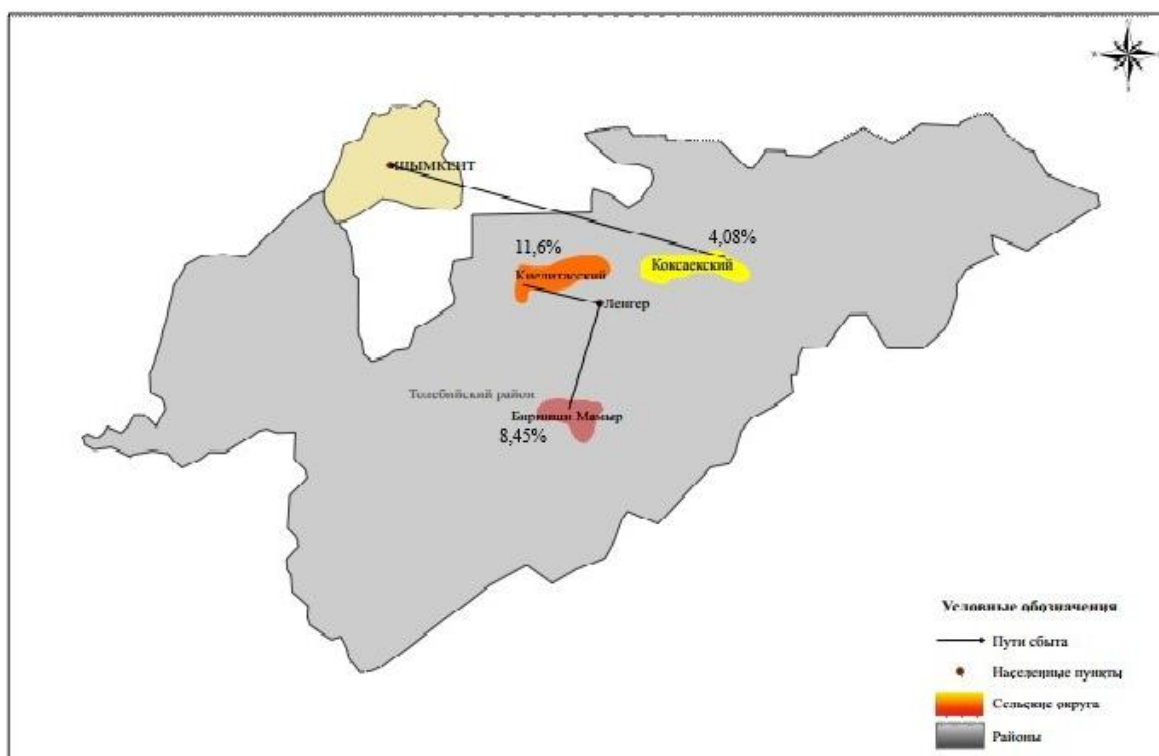 ШЫМКЕНТ
11,6%
4,08%
Коксаекский
Ленгер
Толебийский район
Мамыр
8,45%
Условные обозначения
Пути сбыта
Населенные пункты
Сельские округа
Районы